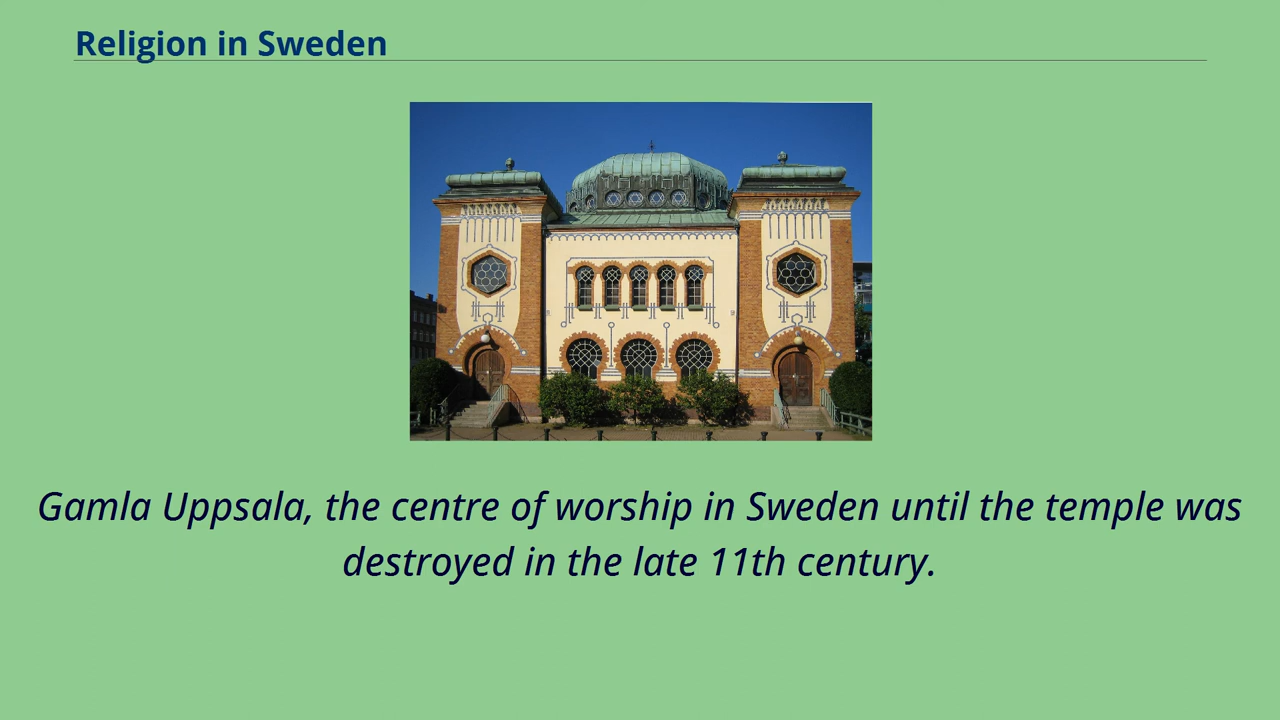 Religion in Sweden
Gamla Uppsala, the centre of worship in Sweden until the temple was
destroyed in the late 11th century.